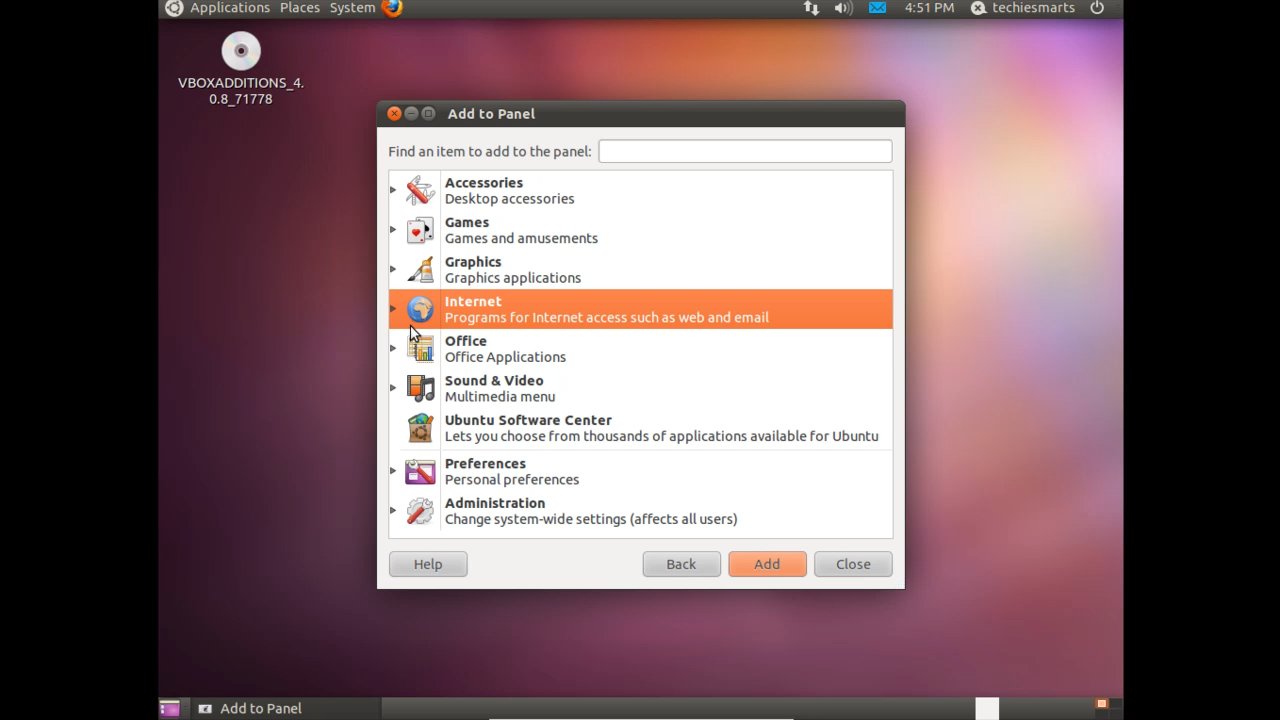 Applications Places System 4:51 PM techiesmarts
VBOXADDITIONS_4.
0.8_71778
Add to Panel
Find an item to add to the panel:
Accessories
Desktop accessories
Games
Games and amusements
Graphics
Graphics applications
Internet
Programs for Internet access such as web and email
Office
Office Applications
Sound & Video
Multimedia menu
Ubuntu Software Center
Lets you choose from thousands of applications available for Ubuntu
Preferences
Personal preferences
Administration
Change system-wide settings (affects all users)
Help Back Add Close
Add to Panel